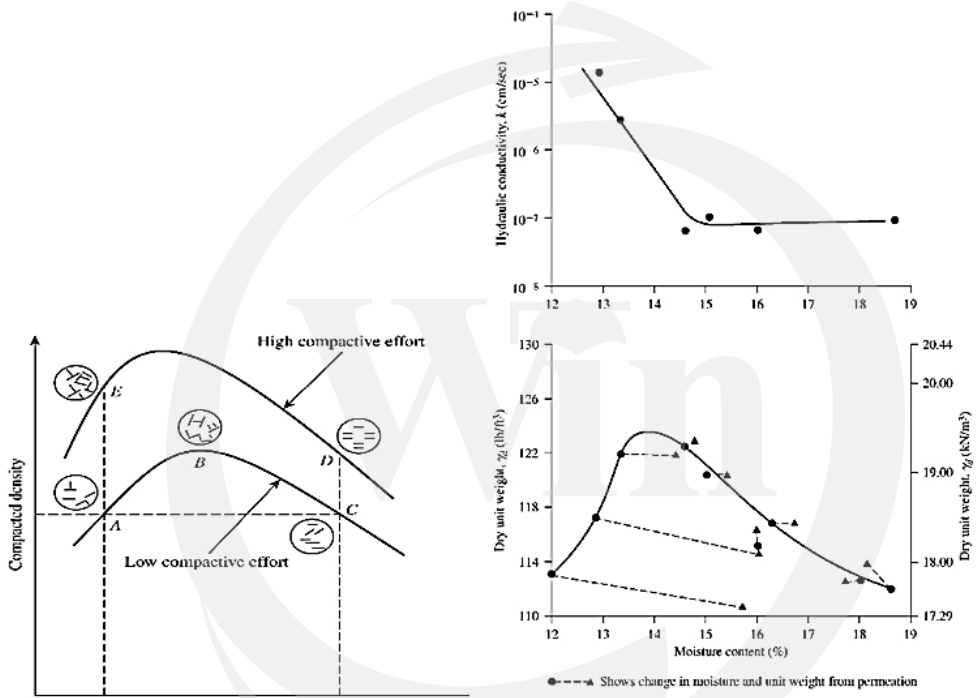 10⁻⁴
10⁻⁵
10⁻⁶
10⁻⁷
10⁻⁸
Hydraulic conductivity, k (cm/sec)
12 13 14 15 16 17 18 19
High compactive effort
E
B
D
A
C
Low compactive effort
Compacted density
Win
130
126
122
118
114
110
Dry unit weight, γd (lb/ft³)
20.44
20.00
19.00
18.00
17.29
Dry unit weight, γd (kN/m³)
12 13 14 15 16 17 18 19
Moisture content (%)
Shows change in moisture and unit weight from permeation